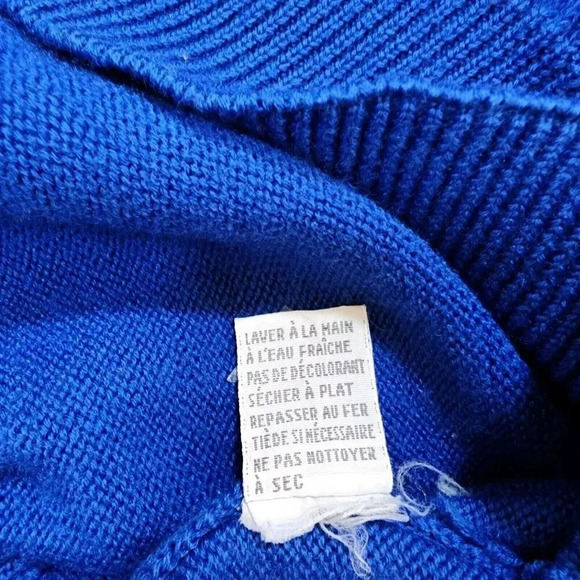 LAVER À LA MAIN
À L'EAU FRAÎCHE
PAS DE DÉCOLORANT
SÉCHER À PLAT
REPASSER AU FER
TIÈDE SI NÉCESSAIRE
NE PAS NOTTOYER
À SEC